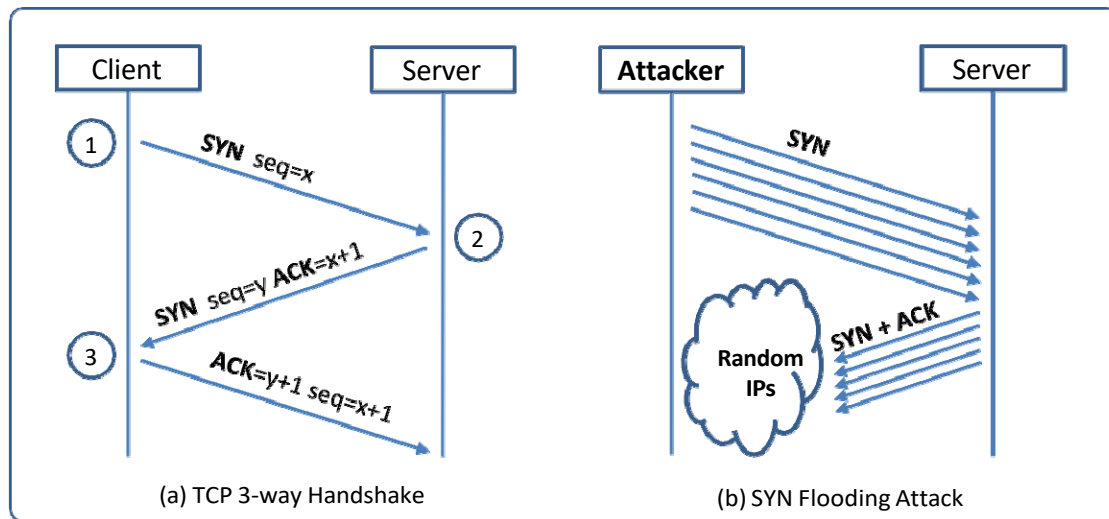 Client
Server
1
SYN seq=x
2
SYN seq=y ACK=x+1
3
ACK=y+1 seq=x+1
(a) TCP 3-way Handshake
Attacker
Server
SYN
SYN + ACK
Random
IPs
(b) SYN Flooding Attack